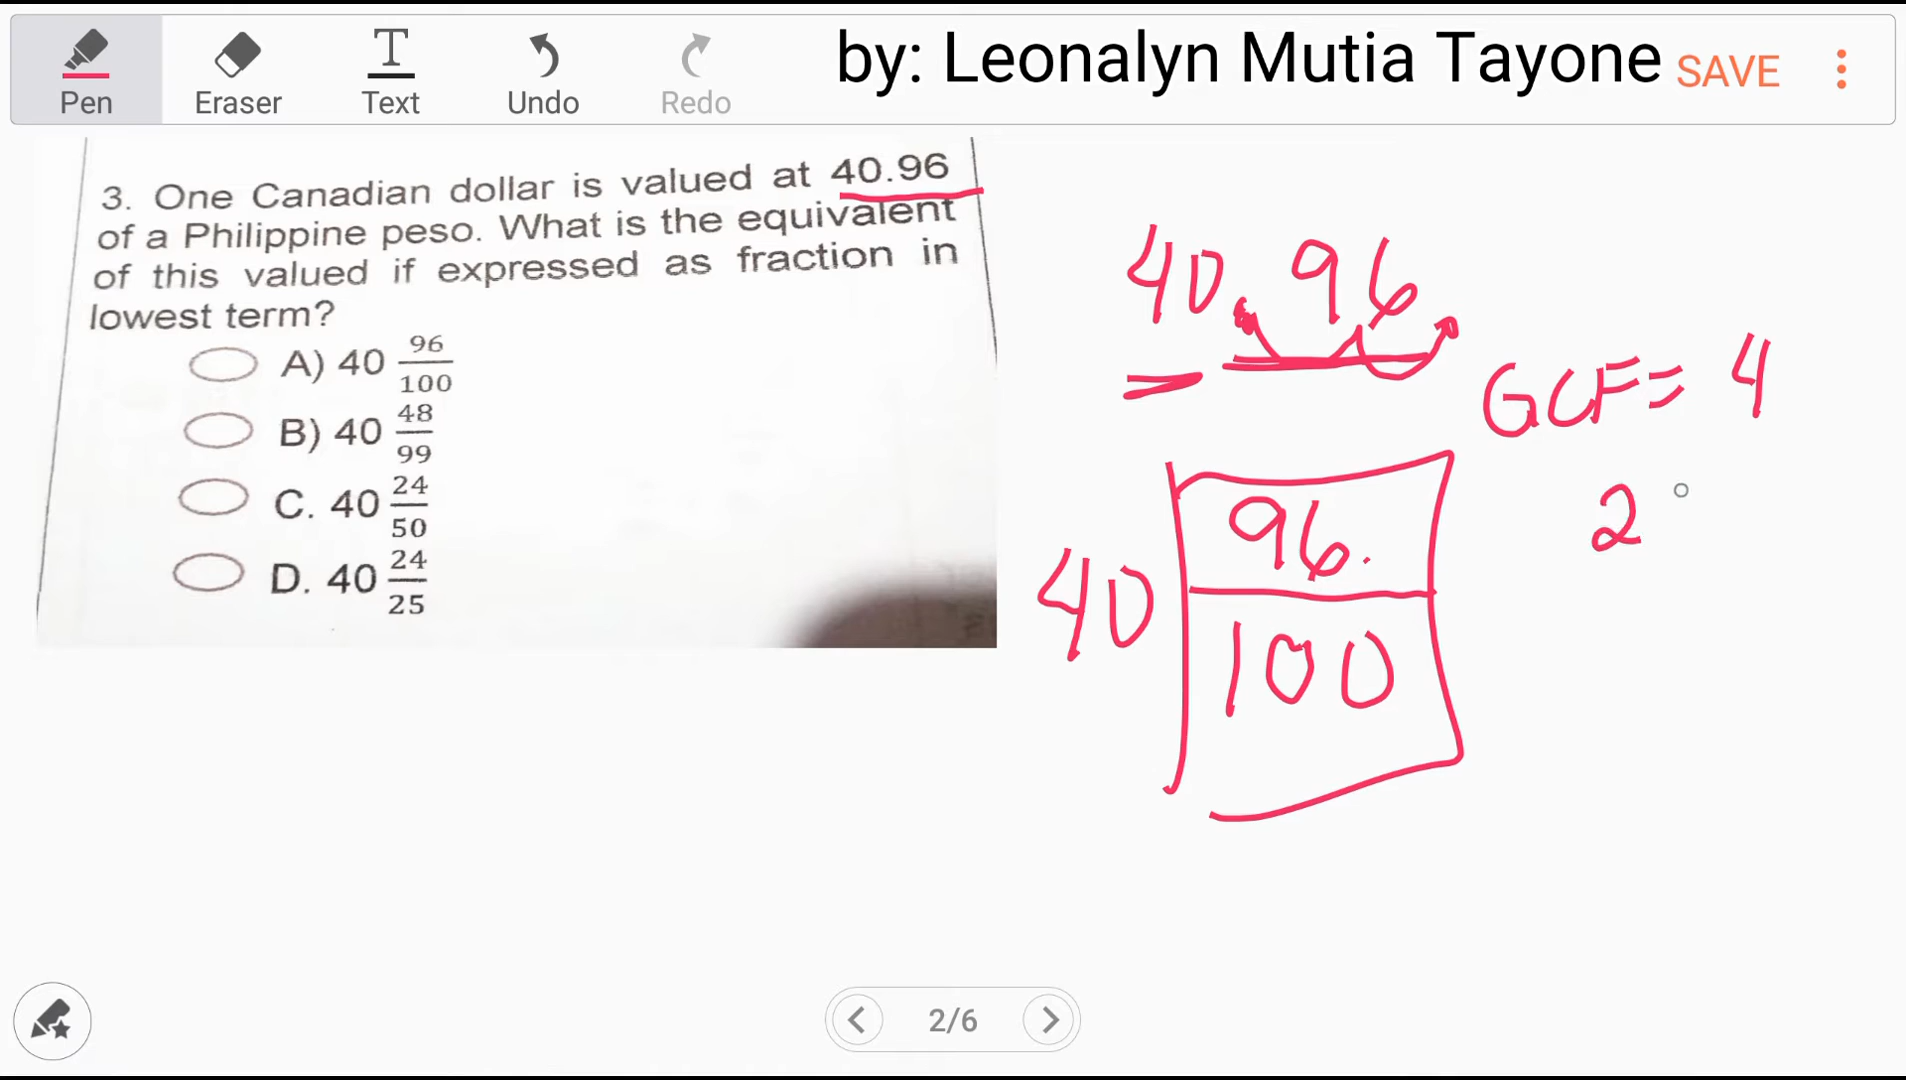 Pen
Eraser
Text
Undo
Redo
by: Leonalyn Mutia Tayone
SAVE
3. One Canadian dollar is valued at 40.96
of a Philippine peso. What is the equivalent
of this valued if expressed as fraction in
lowest term?
A) 40 96/100
B) 40 48/99
C. 40 24/50
D. 40 24/25
40.96
GCF = 4
40 96/100
2
2/6